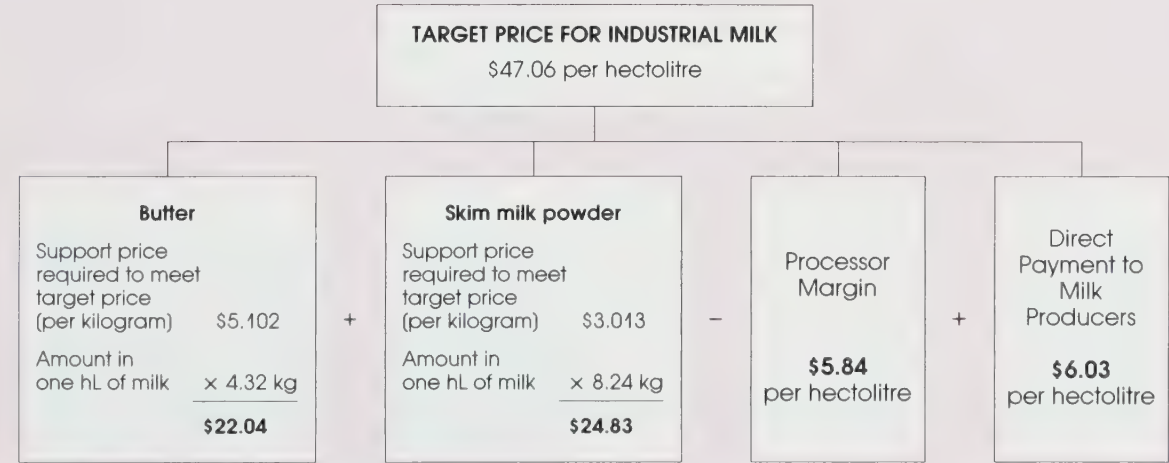 TARGET PRICE FOR INDUSTRIAL MILK
$47.06 per hectolitre
Butter
Support price
required to meet
target price
(per kilogram) $5.102
Amount in
one hL of milk × 4.32 kg
$22.04
+
Skim milk powder
Support price
required to meet
target price
(per kilogram) $3.013
Amount in
one hL of milk × 8.24 kg
$24.83
–
Processor
Margin
$5.84
per hectolitre
+
Direct
Payment to
Milk
Producers
$6.03
per hectolitre